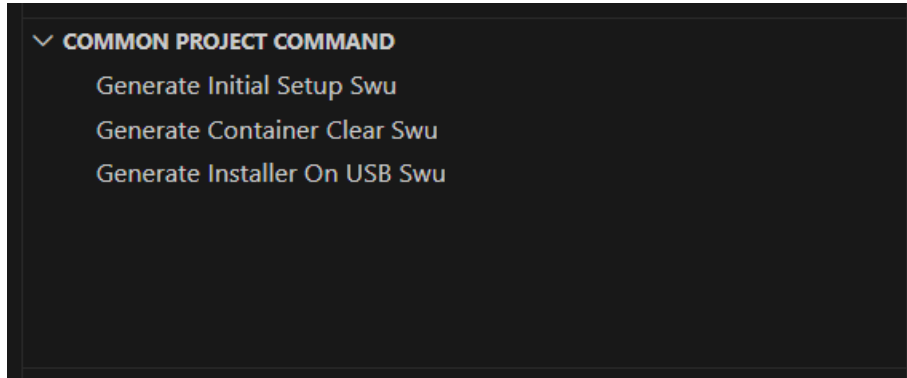 COMMON PROJECT COMMAND
Generate Initial Setup Swu
Generate Container Clear Swu
Generate Installer On USB Swu